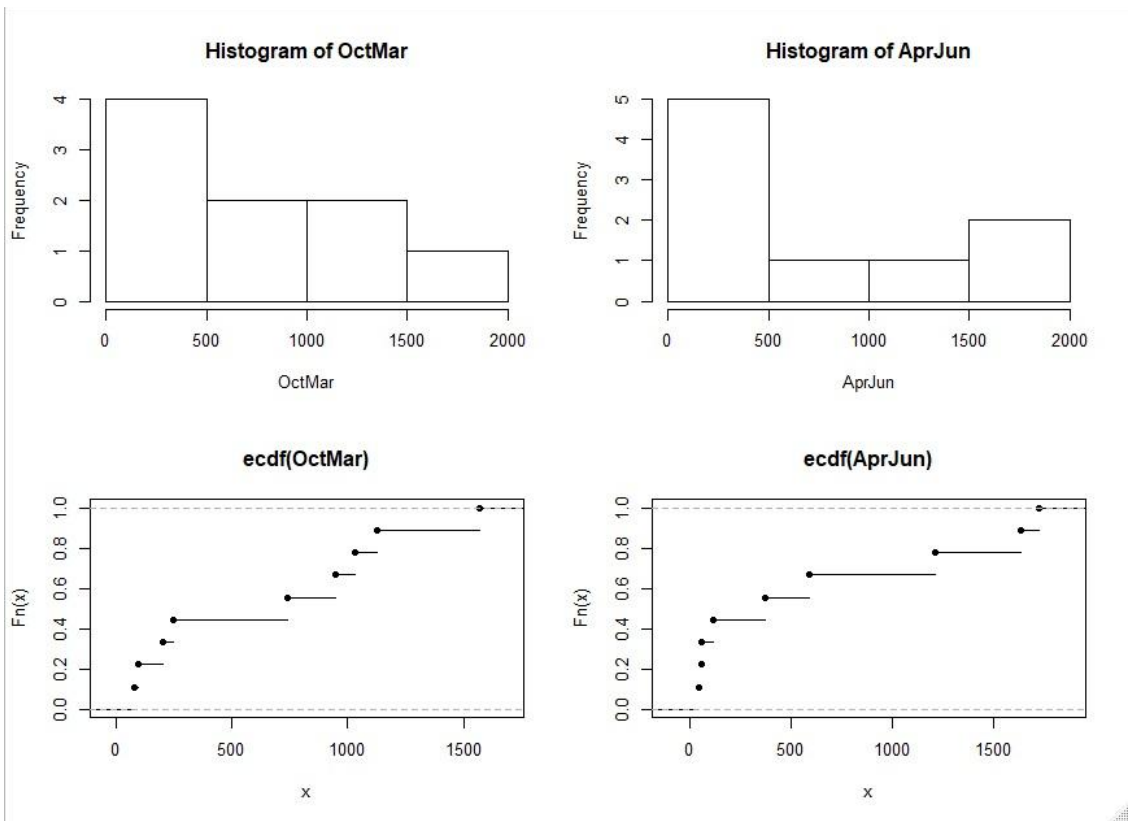 Histogram of OctMar
Frequency
4
3
2
1
0
0 500 1000 1500 2000
OctMar
Histogram of AprJun
Frequency
5
4
3
2
1
0
0 500 1000 1500 2000
AprJun
ecdf(OctMar)
Fn(x)
1.0
0.8
0.6
0.4
0.2
0.0
0 500 1000 1500
x
ecdf(AprJun)
Fn(x)
1.0
0.8
0.6
0.4
0.2
0.0
0 500 1000 1500
x